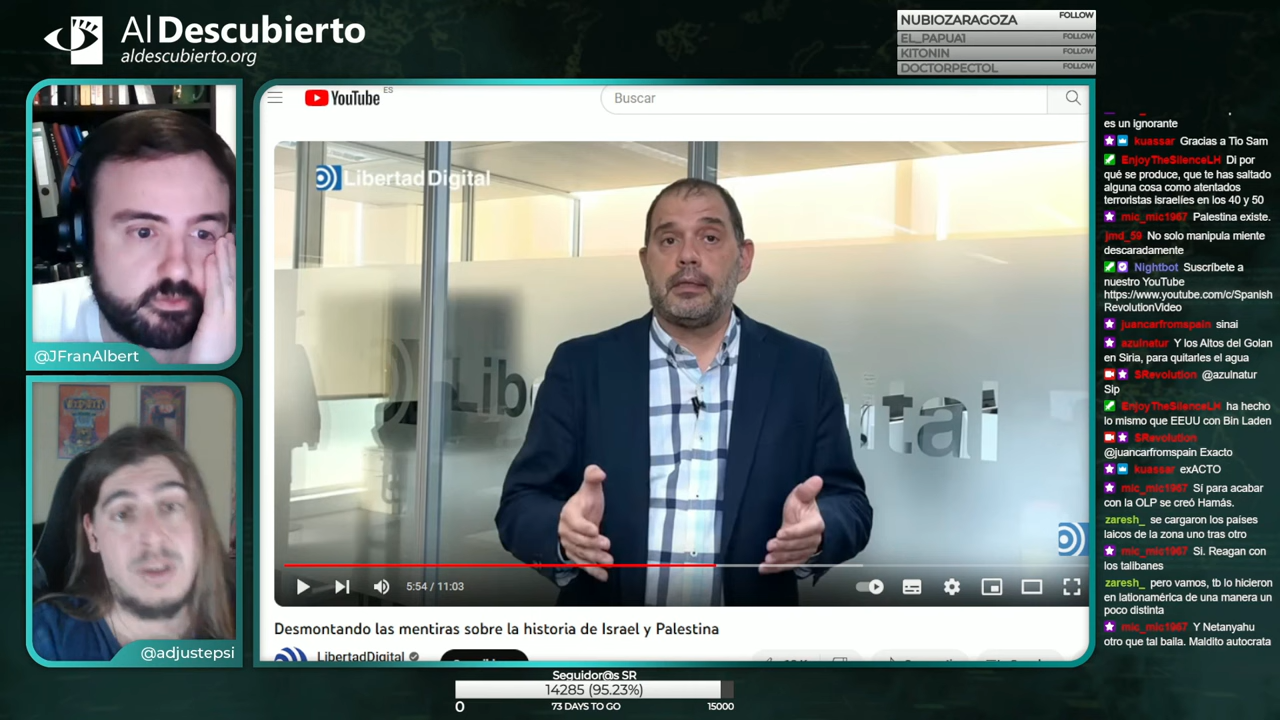 Al Descubierto
aldescubierto.org
NUBIOZARAGOZA FOLLOW
EL_PAPUA1 FOLLOW
KITONIN FOLLOW
DOCTORPECTOL FOLLOW
@JFranAlbert
@adjustepsi
YouTube ES
Buscar
Libertad Digital
Libe
ital
5:54 / 11:03
Desmontando las mentiras sobre la historia de Israel y Palestina
LibertadDigital
es un ignorante
kuassar Gracias a Tio Sam
EnjoyTheSilenceLH Di por
qué se produce, que te has saltado
alguna cosa como atentados
terroristas israelíes en los 40 y 50
mic_mic1967 Palestina existe.
jmd_59 No solo manipula miente
descaradamente
Nightbot Suscríbete a
nuestro YouTube
https://www.youtube.com/c/Spanish
RevolutionVideo
juancarfromspain sinai
azulnatur Y los Altos del Golan
en Siria, para quitarles el agua
SRevolution @azulnatur
Sip
EnjoyTheSilenceLH ha hecho
lo mismo que EEUU con Bin Laden
SRevolution
@juancarfromspain Exacto
kuassar exACTO
mic_mic1967 Sí para acabar
con la OLP se creó Hamás.
zaresh_ se cargaron los países
laicos de la zona uno tras otro
mic_mic1967 Si. Reagan con
los talibanes
zaresh_ pero vamos, tb lo hicieron
en lationamérica de una manera un
poco distinta
mic_mic1967 Y Netanyahu
otro que tal baila. Maldito autocrata
Seguidor@s SR
14285 (95.23%)
0 73 DAYS TO GO 15000